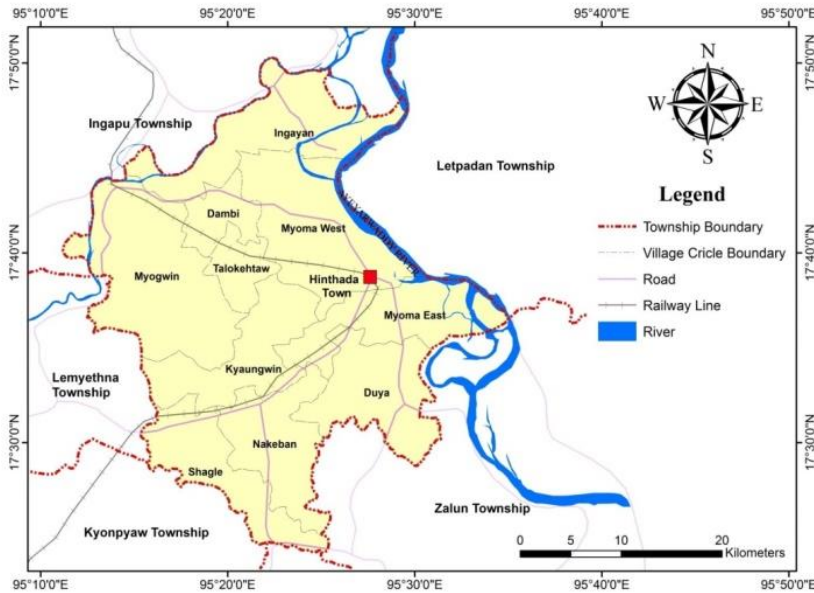 95°10'0"E 95°20'0"E 95°30'0"E 95°40'0"E 95°50'0"E
17°50'0"N
17°40'0"N
17°30'0"N
17°50'0"N
17°40'0"N
17°30'0"N
N
W E
S
Ingapu Township
Ingayan
Letpadan Township
Legend
Township Boundary
Village Cricle Boundary
Road
Railway Line
River
Dambi
Myoma West
AYEYARWADDY RIVER
Myogwin
Talokehtaw
Hinthada
Town
Myoma East
Kyaungwin
Lemyethna
Township
Duya
Nakeban
Shagle
Kyonpyaw Township
Zalun Township
0 5 10 20
Kilometers
95°10'0"E 95°20'0"E 95°30'0"E 95°40'0"E 95°50'0"E